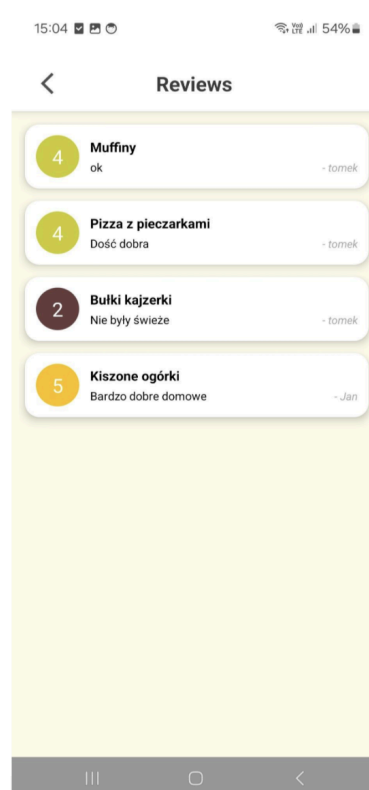 15:04 54%
Reviews
4
Muffiny
ok
- tomek
4
Pizza z pieczarkami
Dość dobra
- tomek
2
Bułki kajzerki
Nie były świeże
- tomek
5
Kiszone ogórki
Bardzo dobre domowe
- Jan